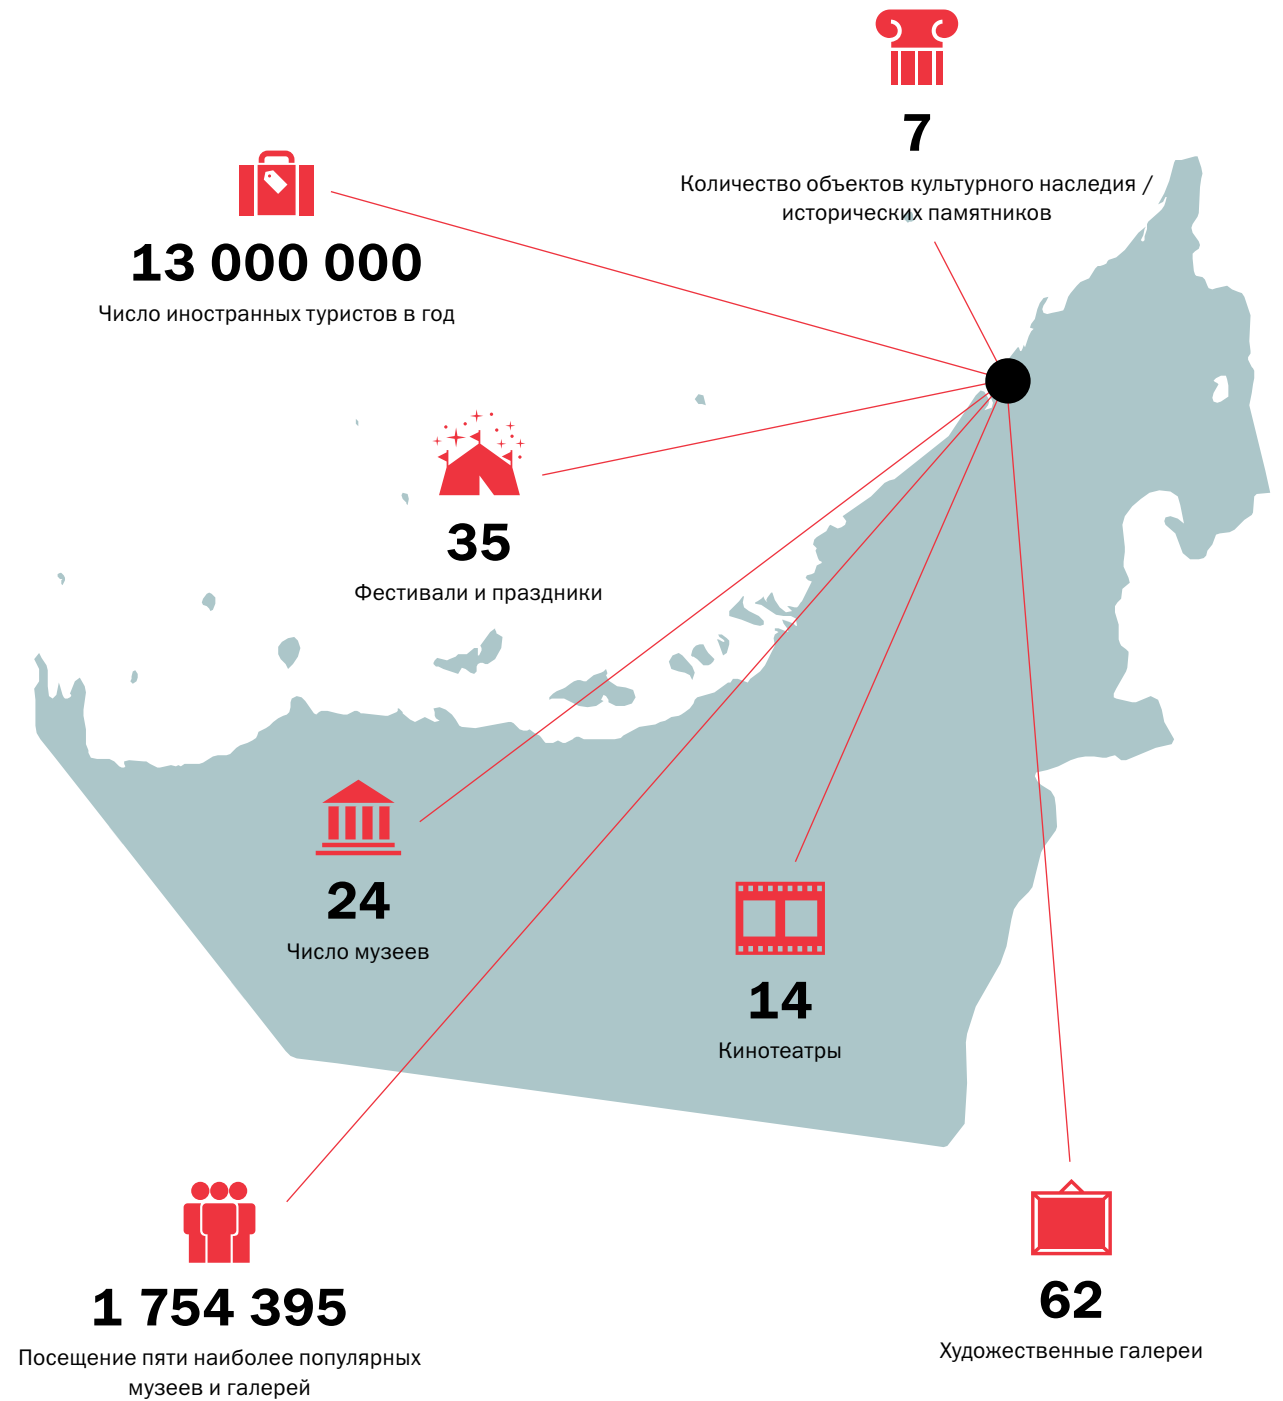 7
Количество объектов культурного наследия /
исторических памятников
13 000 000
Число иностранных туристов в год
35
Фестивали и праздники
24
Число музеев
14
Кинотеатры
1 754 395
Посещение пяти наиболее популярных
музеев и галерей
62
Художественные галереи